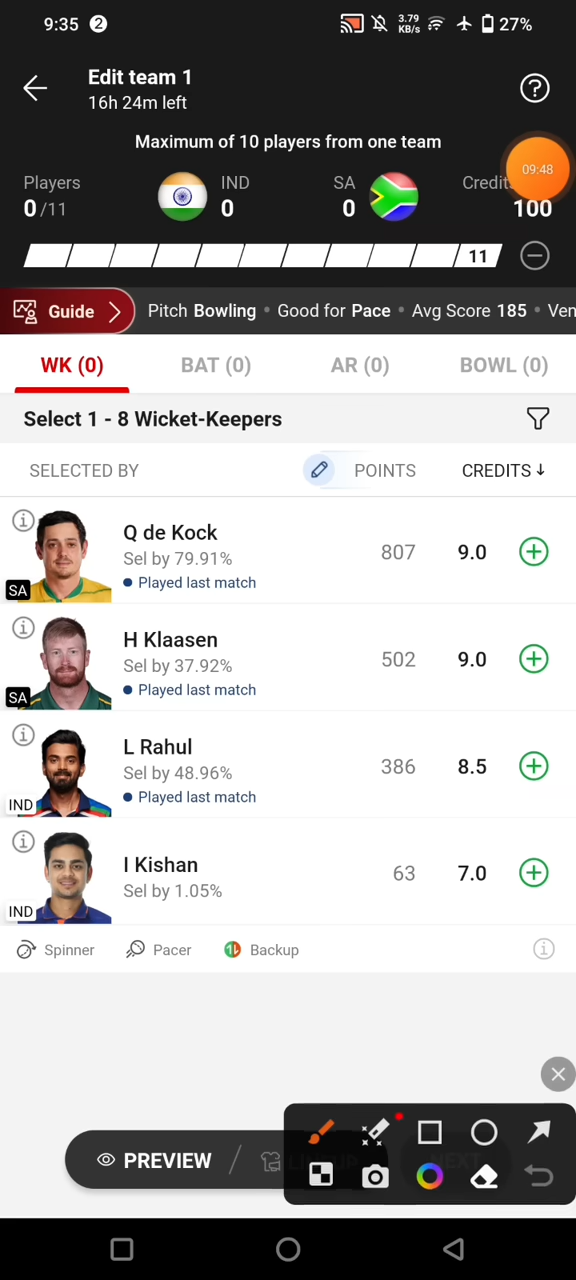 9:35 2 3.79 KB/s 27%
Edit team 1
16h 24m left
Maximum of 10 players from one team
09:48
Players IND SA Credits
0/11 0 0 100
11
Guide Pitch Bowling • Good for Pace • Avg Score 185 • Ven
WK (0) BAT (0) AR (0) BOWL (0)
Select 1 - 8 Wicket-Keepers
SELECTED BY POINTS CREDITS ↓
Q de Kock
Sel by 79.91% 807 9.0
Played last match
SA
H Klaasen
Sel by 37.92% 502 9.0
Played last match
SA
L Rahul
Sel by 48.96% 386 8.5
Played last match
IND
I Kishan
Sel by 1.05% 63 7.0
IND
Spinner Pacer Backup
PREVIEW / LINEUP NEXT